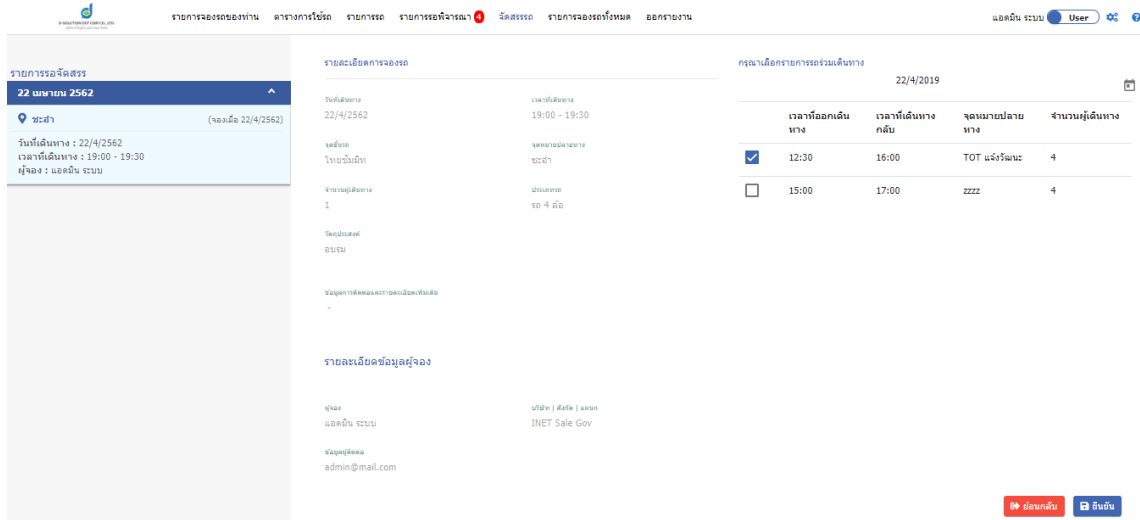 D SOLUTION DOT COM CO., LTD.
รายการจองรถของท่าน ตารางการใช้รถ รายการรถ รายการรอพิจารณา 4 จัดสรรรถ รายการจองรถทั้งหมด ออกรายงาน
แอดมิน ระบบ User
รายการรอจัดสรร
22 เมษายน 2562
ชะอำ (จองเมื่อ 22/4/2562)
วันที่เดินทาง : 22/4/2562
เวลาที่เดินทาง : 19:00 - 19:30
ผู้จอง : แอดมิน ระบบ
รายละเอียดการจองรถ
วันที่เดินทาง เวลาที่เดินทาง
22/4/2562 19:00 - 19:30
จุดขึ้นรถ จุดหมายปลายทาง
ไทยซัมมิท ชะอำ
จำนวนผู้เดินทาง ประเภทรถ
1 รถ 4 ล้อ
วัตถุประสงค์
อบรม
ข้อมูลการติดต่อและรายละเอียดเพิ่มเติม
-
รายละเอียดข้อมูลผู้จอง
ผู้จอง บริษัท | สังกัด | แผนก
แอดมิน ระบบ INET Sale Gov
ข้อมูลผู้ติดต่อ
admin@mail.com
กรุณาเลือกรายการรถร่วมเดินทาง
22/4/2019
เวลาที่ออกเดิน เวลาที่เดินทาง จุดหมายปลาย จำนวนผู้เดินทาง
ทาง กลับ ทาง
12:30 16:00 TOT แจ้งวัฒนะ 4
15:00 17:00 zzzz 4
ย้อนกลับ ยืนยัน